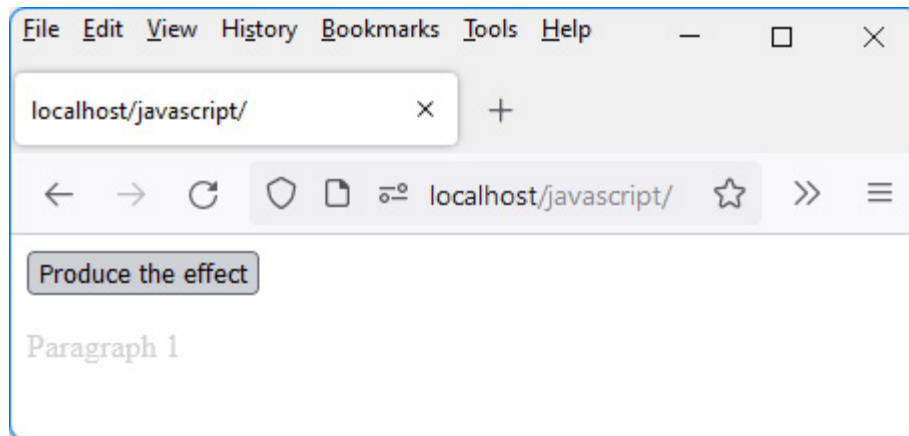 File Edit View History Bookmarks Tools Help
localhost/javascript/
localhost/javascript/
Produce the effect
Paragraph 1